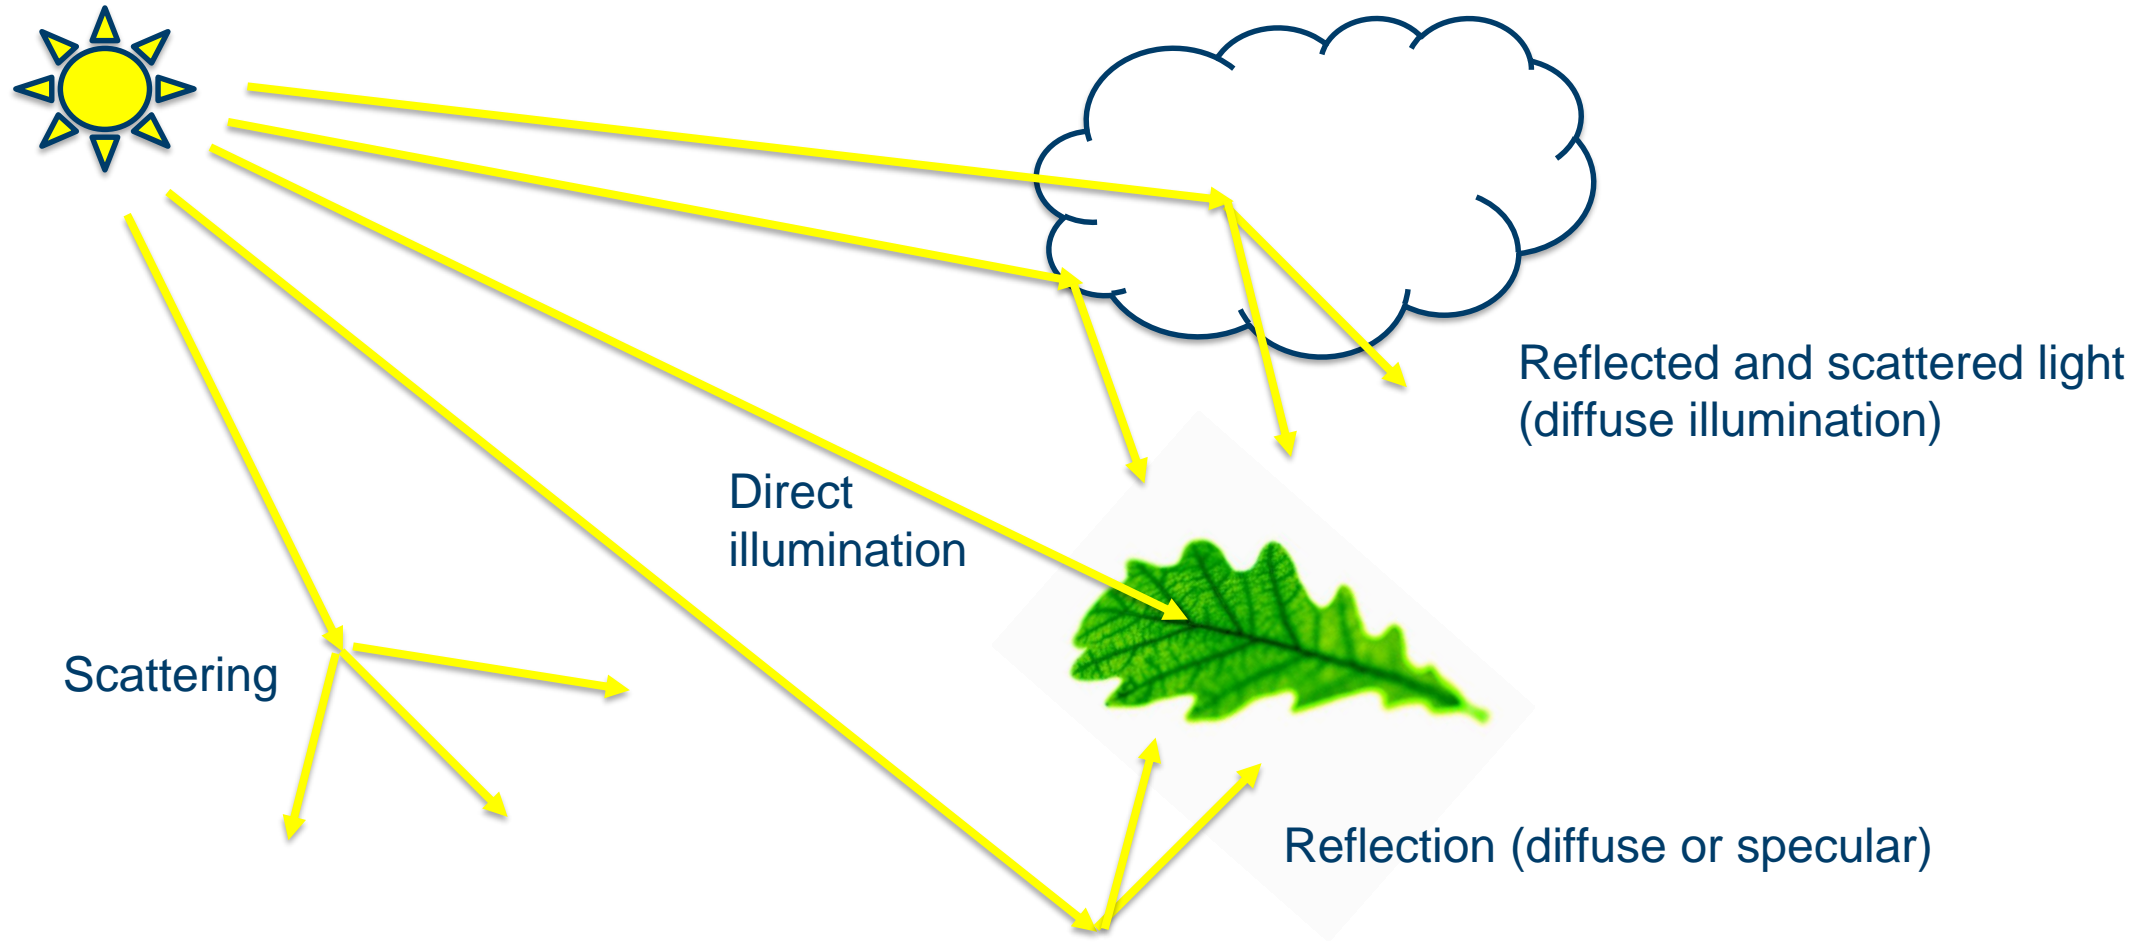 Reflected and scattered light
(diffuse illumination)
Direct
illumination
Scattering
Reflection (diffuse or specular)